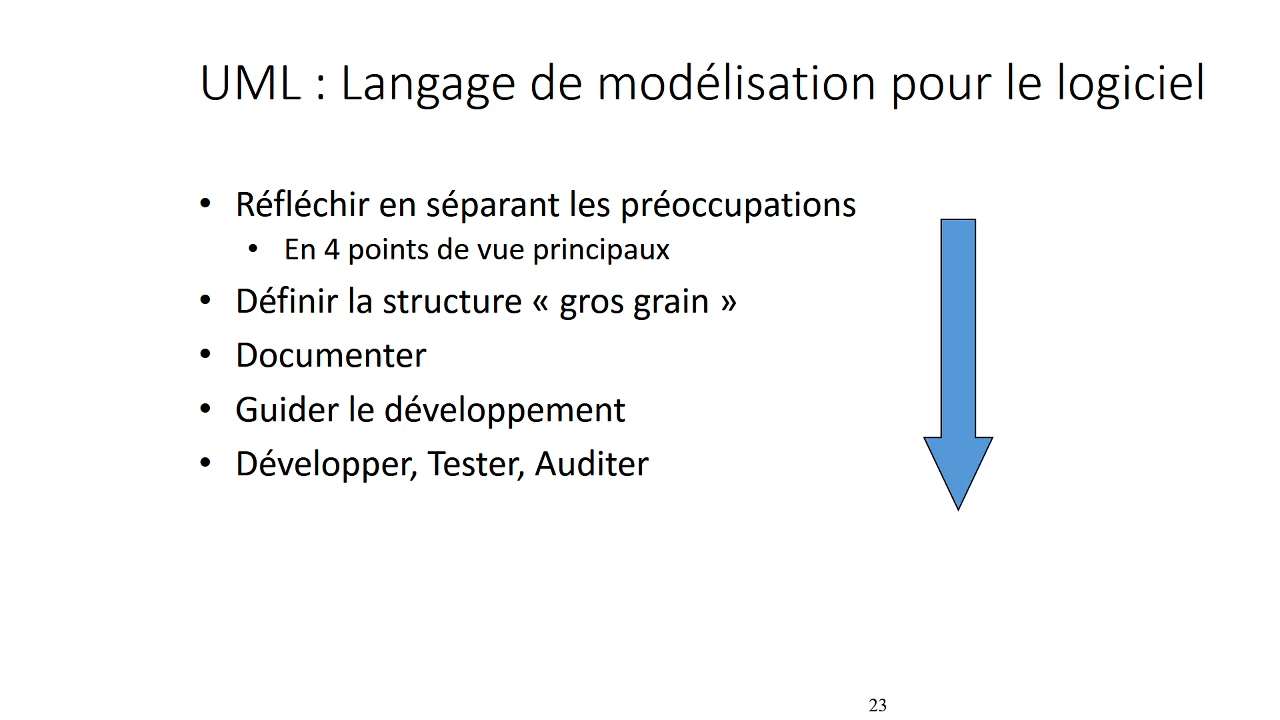 UML : Langage de modélisation pour le logiciel
• Réfléchir en séparant les préoccupations
• En 4 points de vue principaux
• Définir la structure « gros grain »
• Documenter
• Guider le développement
• Développer, Tester, Auditer
23